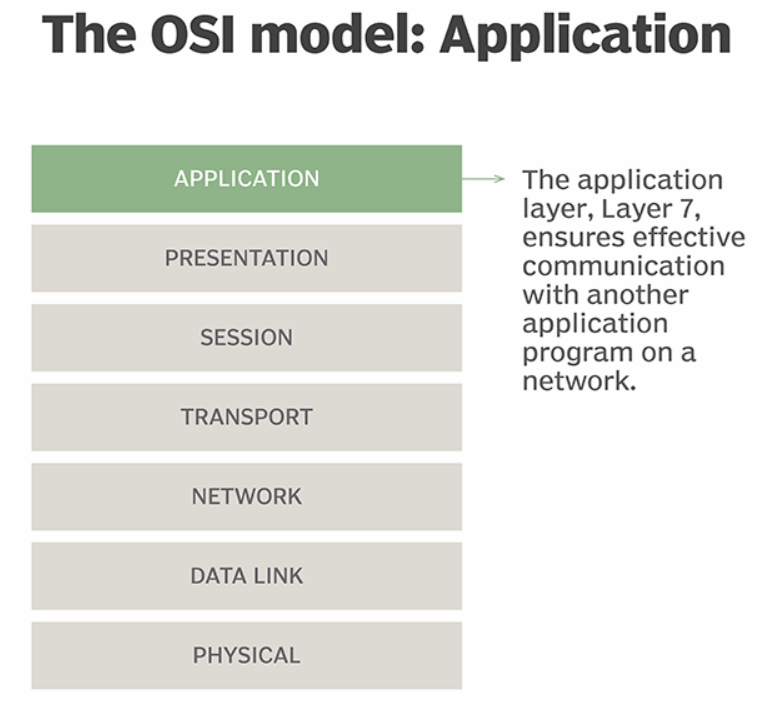 The OSI model: Application
APPLICATION
The application
layer, Layer 7,
ensures effective
communication
with another
application
program on a
network.
PRESENTATION
SESSION
TRANSPORT
NETWORK
DATA LINK
PHYSICAL